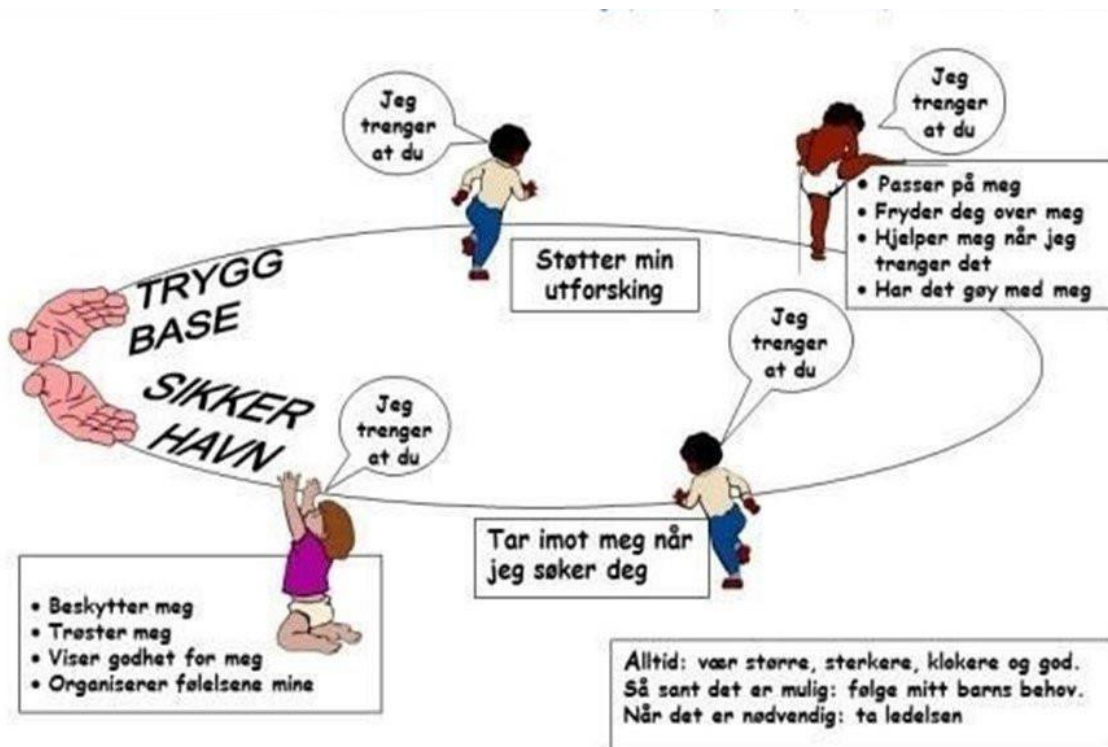 Jeg
trenger
at du
Jeg
trenger
at du
• Passer på meg
• Fryder deg over meg
• Hjelper meg når jeg
trenger det
• Har det gøy med meg
Støtter min
utforsking
TRYGG
BASE
SIKKER
HAVN
Jeg
trenger
at du
Jeg
trenger
at du
Tar imot meg når
jeg søker deg
• Beskytter meg
• Trøster meg
• Viser godhet for meg
• Organiserer følelsene mine
Alltid: vær større, sterkere, klokere og god.
Så sant det er mulig: følge mitt barns behov.
Når det er nødvendig: ta ledelsen